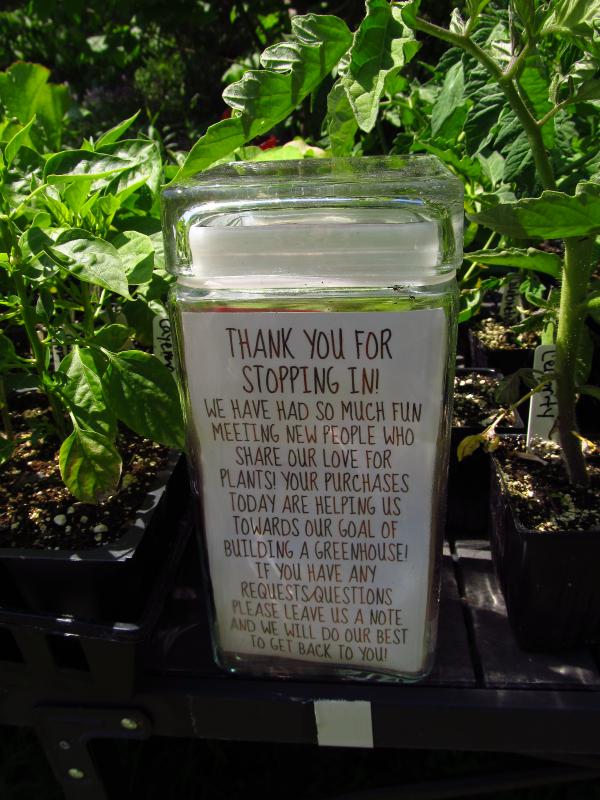 THANK YOU FOR
STOPPING IN!
WE HAVE HAD SO MUCH FUN
MEETING NEW PEOPLE WHO
SHARE OUR LOVE FOR
PLANTS! YOUR PURCHASES
TODAY ARE HELPING US
TOWARDS OUR GOAL OF
BUILDING A GREENHOUSE!
IF YOU HAVE ANY
REQUESTS/QUESTIONS
PLEASE LEAVE US A NOTE
AND WE WILL DO OUR BEST
TO GET BACK TO YOU!